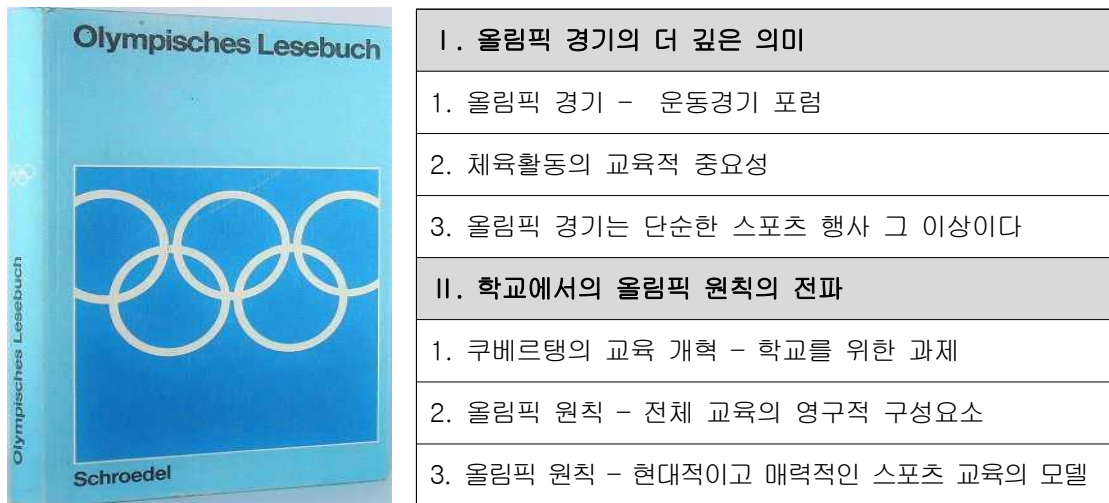 Olympisches Lesebuch
Olympisches Lesebuch
Schroedel
Ⅰ. 올림픽 경기의 더 깊은 의미
1. 올림픽 경기 - 운동경기 포럼
2. 체육활동의 교육적 중요성
3. 올림픽 경기는 단순한 스포츠 행사 그 이상이다
Ⅱ. 학교에서의 올림픽 원칙의 전파
1. 쿠베르탱의 교육 개혁 - 학교를 위한 과제
2. 올림픽 원칙 - 전체 교육의 영구적 구성요소
3. 올림픽 원칙 - 현대적이고 매력적인 스포츠 교육의 모델